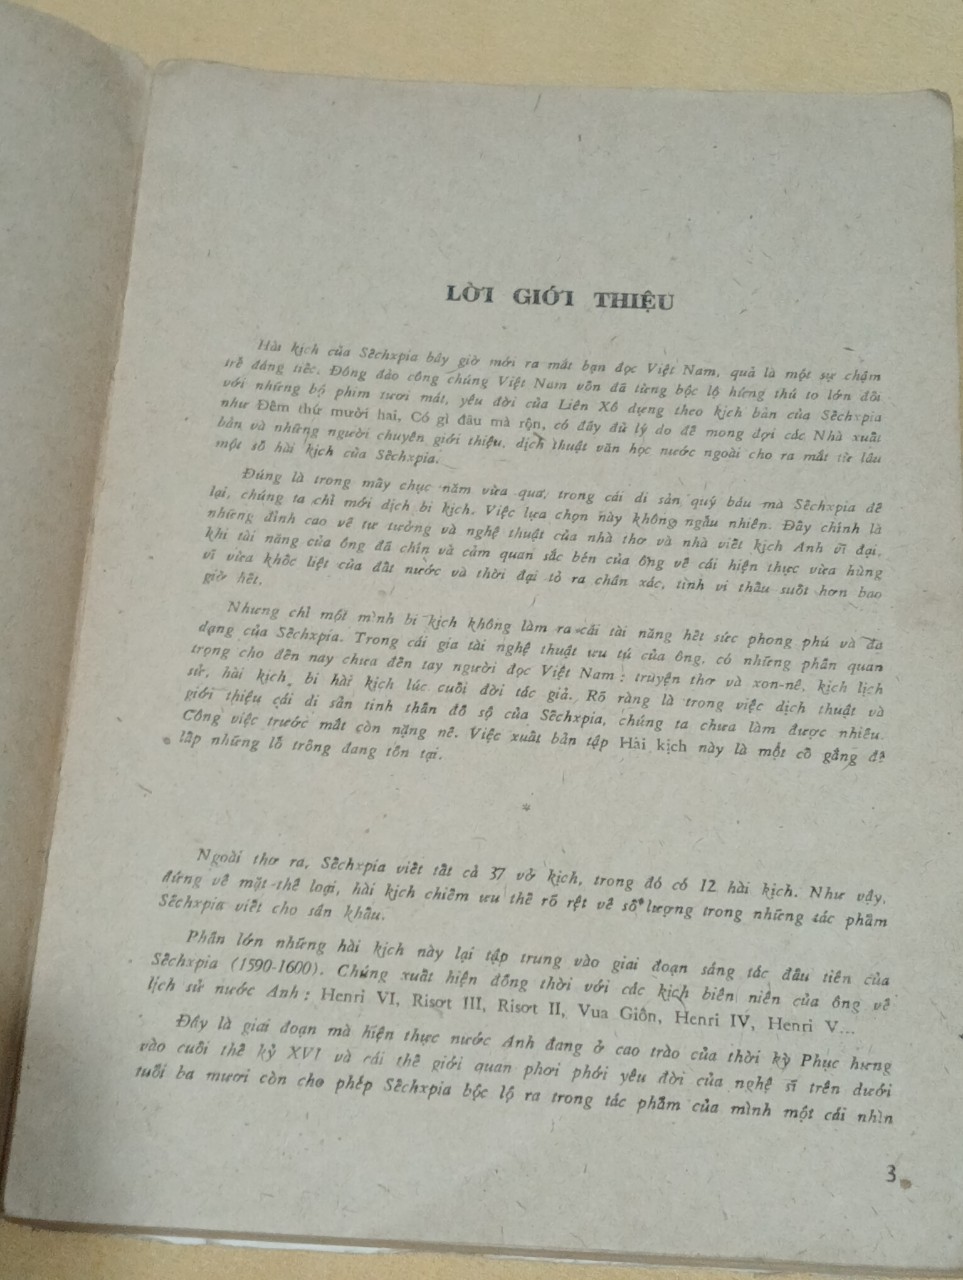 LỜI GIỚI THIỆU
Hài kịch của Sêchxpia bây giờ mới ra mắt bạn đọc Việt Nam, quả là một sự chậm
trễ đáng tiếc. Đông đảo công chúng Việt Nam vốn đã từng bộc lộ hứng thú to lớn đối
với những bộ phim tươi mát, yêu đời của Liên Xô dựng theo kịch bản của Sêchxpia
như Đêm thứ mười hai, Có gì đâu mà rộn, có đầy đủ lý do để mong đợi các Nhà xuất
bản và những người chuyên giới thiệu, dịch thuật văn học nước ngoài cho ra mắt từ lâu
một số hài kịch của Sêchxpia.
Đúng là trong mấy chục năm vừa qua, trong cái di sản quý báu mà Sêchxpia để
lại, chúng ta chỉ mới dịch bi kịch. Việc lựa chọn này không ngẫu nhiên. Đây chính là
những đỉnh cao về tư tưởng và nghệ thuật của nhà thơ và nhà viết kịch Anh vĩ đại,
khi tài năng của ông đã chín và cảm quan sắc bén của ông về cái hiện thực vừa hùng
vĩ vừa khốc liệt của đất nước và thời đại tỏ ra chân xác, tinh vi thấu suốt hơn bao
giờ hết.
Nhưng chỉ một mình bi kịch không làm ra cái tài năng hết sức phong phú và đa
dạng của Sêchxpia. Trong cái gia tài nghệ thuật ưu tú của ông, có những phần quan
trọng cho đến nay chưa đến tay người đọc Việt Nam : truyện thơ và xon-nê, kịch lịch
sử, hài kịch, bi hài kịch lúc cuối đời tác giả. Rõ ràng là trong việc dịch thuật và
giới thiệu cái di sản tinh thần đồ sộ của Sêchxpia, chúng ta chưa làm được nhiều.
Công việc trước mắt còn nặng nề. Việc xuất bản tập Hài kịch này là một cố gắng để
lấp những lỗ trống đang tồn tại.
*
Ngoài thơ ra, Sêchxpia viết tất cả 37 vở kịch, trong đó có 12 hài kịch. Như vậy,
đứng về mặt thể loại, hài kịch chiếm ưu thế rõ rệt về số lượng trong những tác phẩm
Sêchxpia viết cho sân khấu.
Phần lớn những hài kịch này lại tập trung vào giai đoạn sáng tác đầu tiên của
Sêchxpia (1590-1600). Chúng xuất hiện đồng thời với các kịch biên niên của ông về
lịch sử nước Anh : Henri VI, Risơt III, Risơt II, Vua Giôn, Henri IV, Henri V...
Đây là giai đoạn mà hiện thực nước Anh đang ở cao trào của thời kỳ Phục hưng
vào cuối thế kỷ XVI và cái thế giới quan phơi phới yêu đời của nghệ sĩ trên dưới
tuổi ba mươi còn cho phép Sêchxpia bộc lộ ra trong tác phẩm của mình một cái nhìn
3